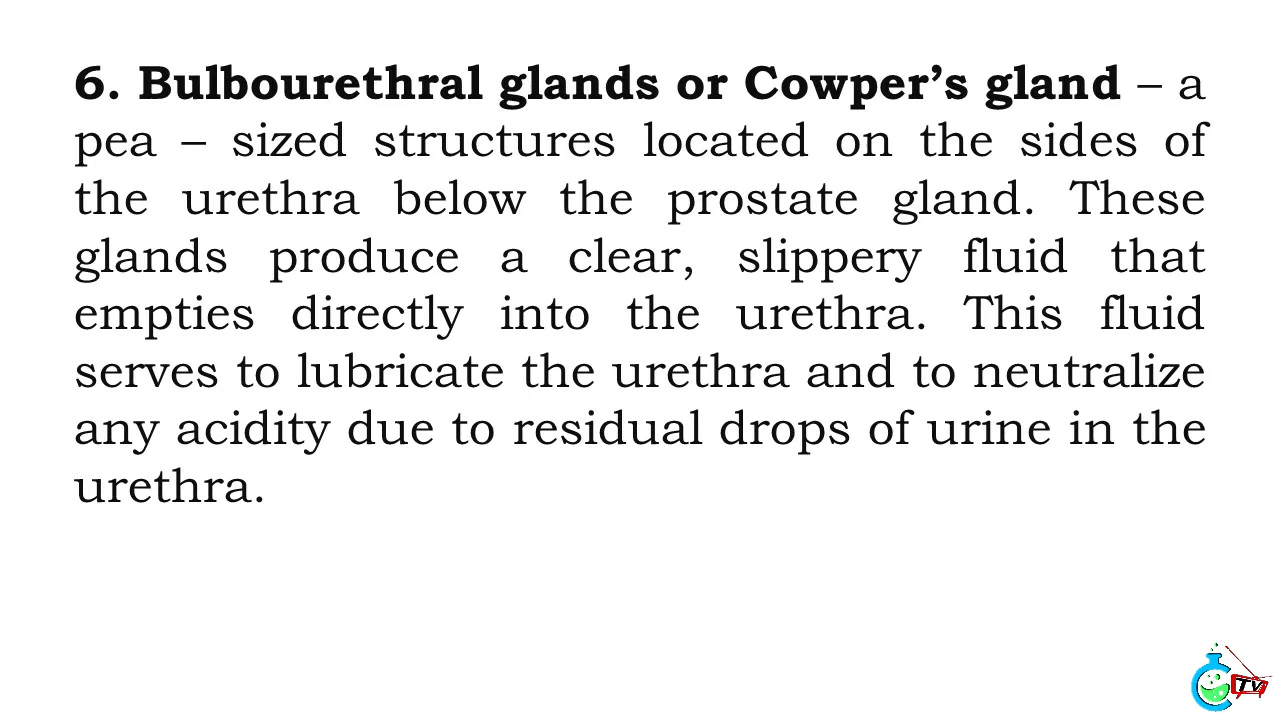 6. Bulbourethral glands or Cowper’s gland – a
pea – sized structures located on the sides of
the urethra below the prostate gland. These
glands produce a clear, slippery fluid that
empties directly into the urethra. This fluid
serves to lubricate the urethra and to neutralize
any acidity due to residual drops of urine in the
urethra.
TV